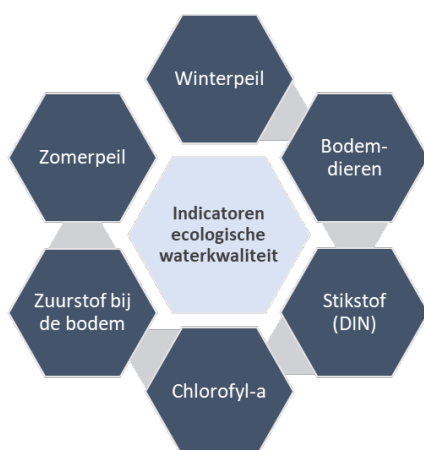 Winterpeil
Zomerpeil
Bodem-
dieren
Indicatoren
ecologische
waterkwaliteit
Zuurstof bij
de bodem
Stikstof
(DIN)
Chlorofyl-a